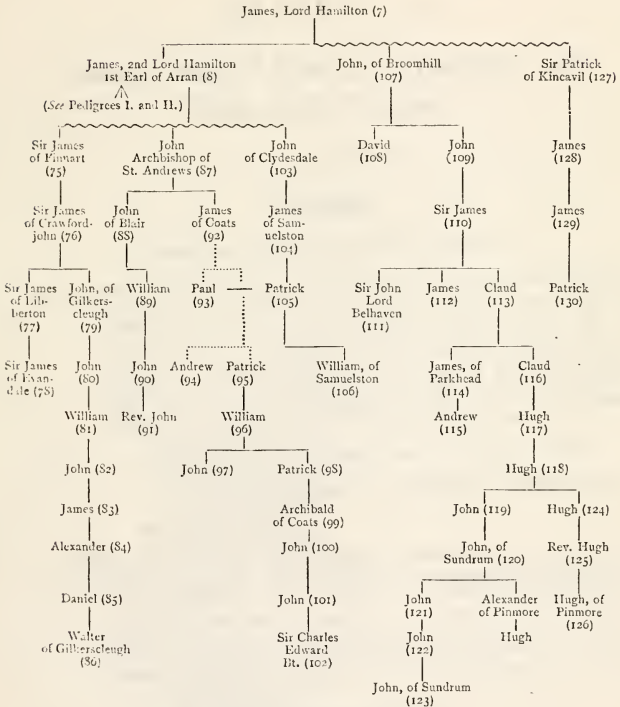 James, Lord Hamilton (7)
James, 2nd Lord Hamilton
1st Earl of Arran (8)
(See Pedigrees I. and II.)
John, of Broomhill
(107)
Sir Patrick
of Kincavil (127)
Sir James
of Finnart
(75)
John
Archbishop of
St. Andrews (87)
John
of Clydesdale
(103)
David
(108)
John
(109)
James
(128)
Sir James
of Crawford-
john (76)
John
of Blair
(88)
James
of Coats
(92)
James
of Sam-
uelston
(104)
Sir James
(110)
James
(129)
Sir James
of Lib-
berton
(77)
John, of
Gilkers-
cleugh
(79)
William
(89)
Paul
(93)
Patrick
(105)
Sir John
Lord
Belhaven
(111)
James
(112)
Claud
(113)
Patrick
(130)
Sir James
of Evan-
dale (78)
John
(80)
John
(90)
Andrew
(94)
Patrick
(95)
William, of
Samuelston
(106)
James, of
Parkhead
(114)
Claud
(116)
William
(81)
Rev. John
(91)
William
(96)
Andrew
(115)
Hugh
(117)
John (82)
John (97)
Patrick (98)
Hugh (118)
James (83)
Archibald
of Coats (99)
John (119)
Hugh (124)
Alexander (84)
John (100)
John, of
Sundrum (120)
Rev. Hugh
(125)
Daniel (85)
John (101)
John
(121)
Alexander
of Pinmore
Hugh, of
Pinmore
(126)
Walter
of Gilkerscleugh
(86)
Sir Charles
Edward
Bt. (102)
John
(122)
Hugh
John, of Sundrum
(123)